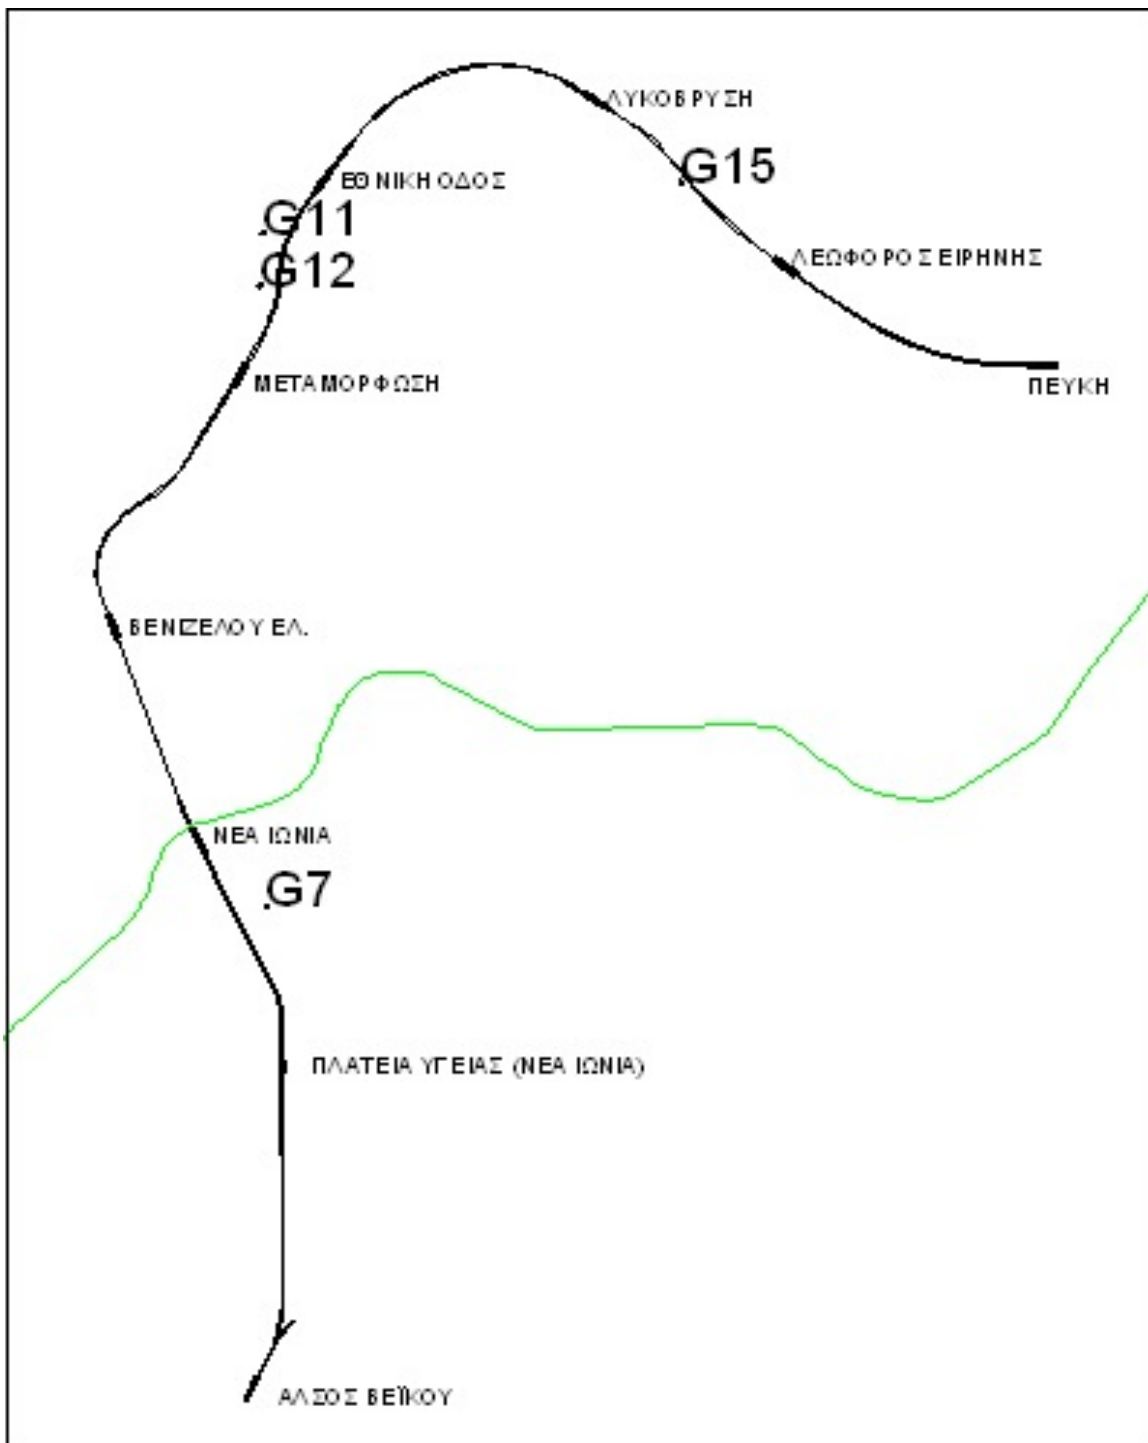 ΛΥΚΟΒΡΥΣΗ
G15
ΕΘΝΙΚΗ ΟΔΟΣ
G11
G12
ΛΕΩΦΟΡΟΣ ΕΙΡΗΝΗΣ
ΜΕΤΑΜΟΡΦΩΣΗ
ΠΕΥΚΗ
ΒΕΝΙΖΕΛΟΥ ΕΛ.
ΝΕΑ ΙΩΝΙΑ
G7
ΠΛΑΤΕΙΑ ΥΓΕΙΑΣ (ΝΕΑ ΙΩΝΙΑ)
ΑΛΣΟΣ ΒΕΪΚΟΥ